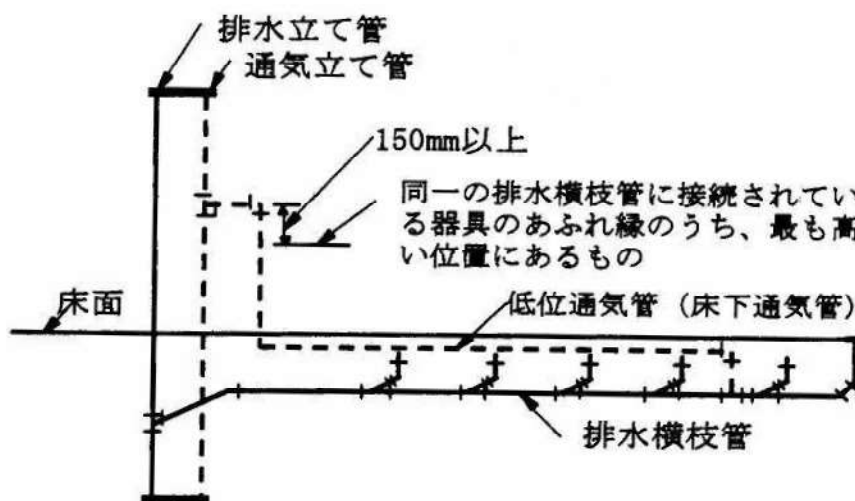 排水立て管
通気立て管
150mm以上
同一の排水横枝管に接続されてい
る器具のあふれ縁のうち、最も高
い位置にあるもの
床面
低位通気管（床下通気管）
排水横枝管